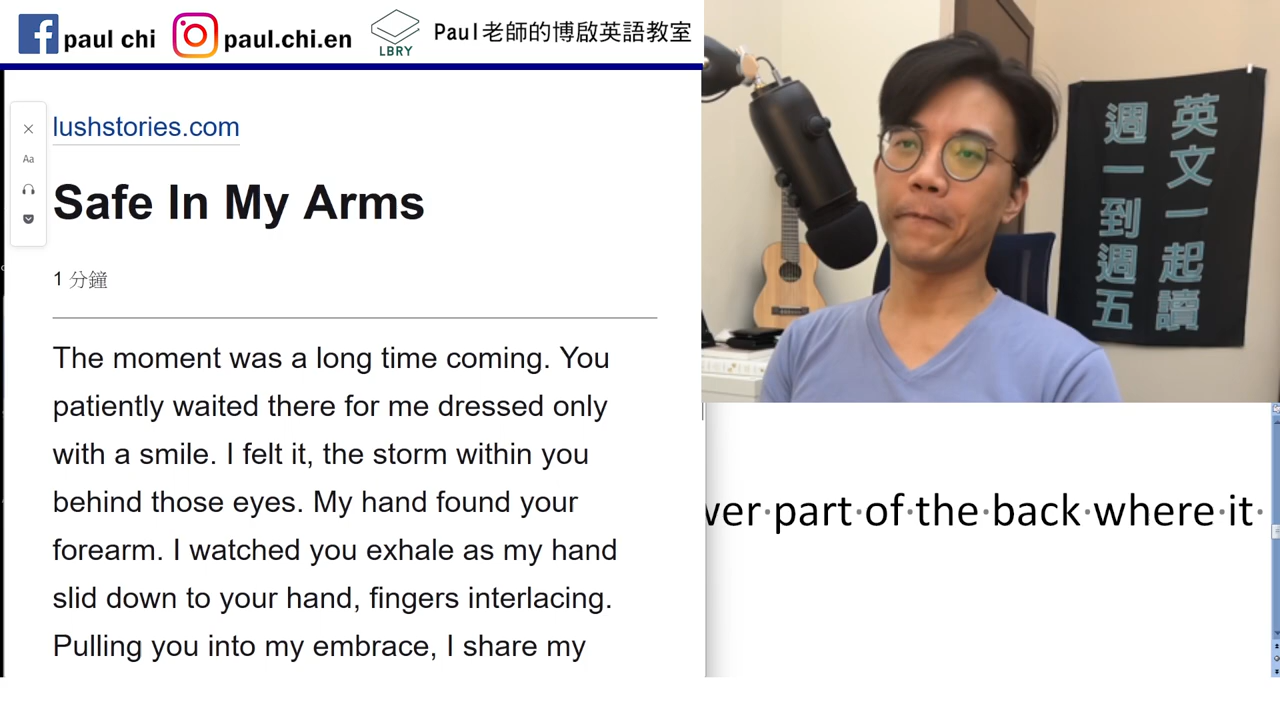 paul chi
paul.chi.en
LBRY
Paul老師的博啟英語教室
lushstories.com
Aa
Safe In My Arms
1 分鐘
The moment was a long time coming. You
patiently waited there for me dressed only
with a smile. I felt it, the storm within you
behind those eyes. My hand found your
forearm. I watched you exhale as my hand
slid down to your hand, fingers interlacing.
Pulling you into my embrace, I share my
英文一起讀
週一到週五
part of the back where it